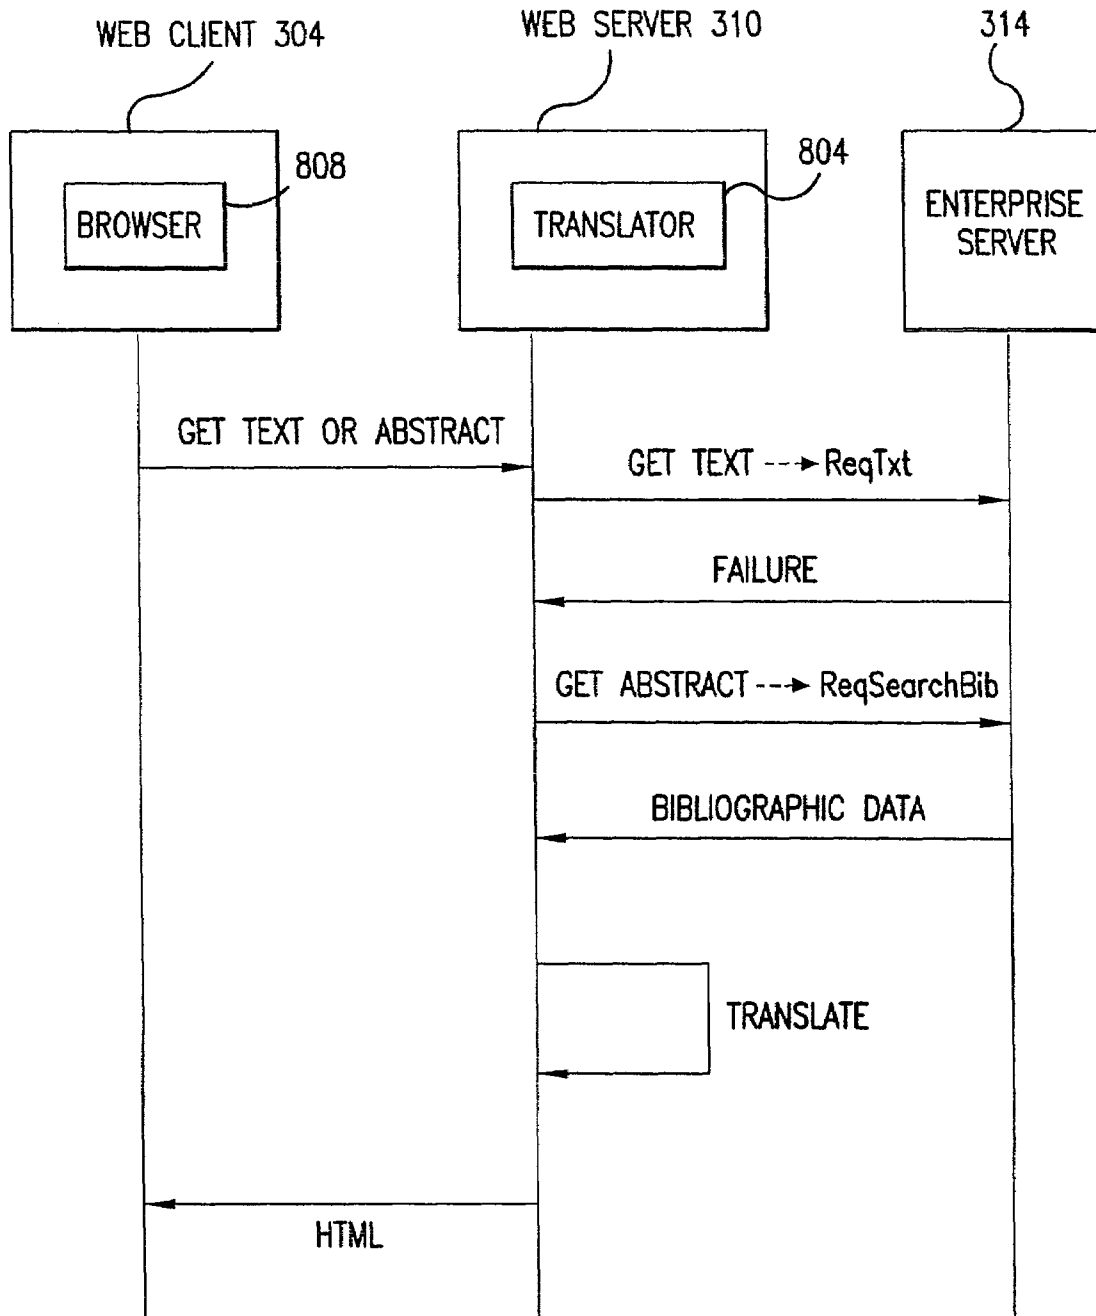 WEB CLIENT 304
WEB SERVER 310
314
808
804
BROWSER
TRANSLATOR
ENTERPRISE
SERVER
GET TEXT OR ABSTRACT
GET TEXT ---▸ ReqTxt
FAILURE
GET ABSTRACT ---▸ ReqSearchBib
BIBLIOGRAPHIC DATA
TRANSLATE
HTML